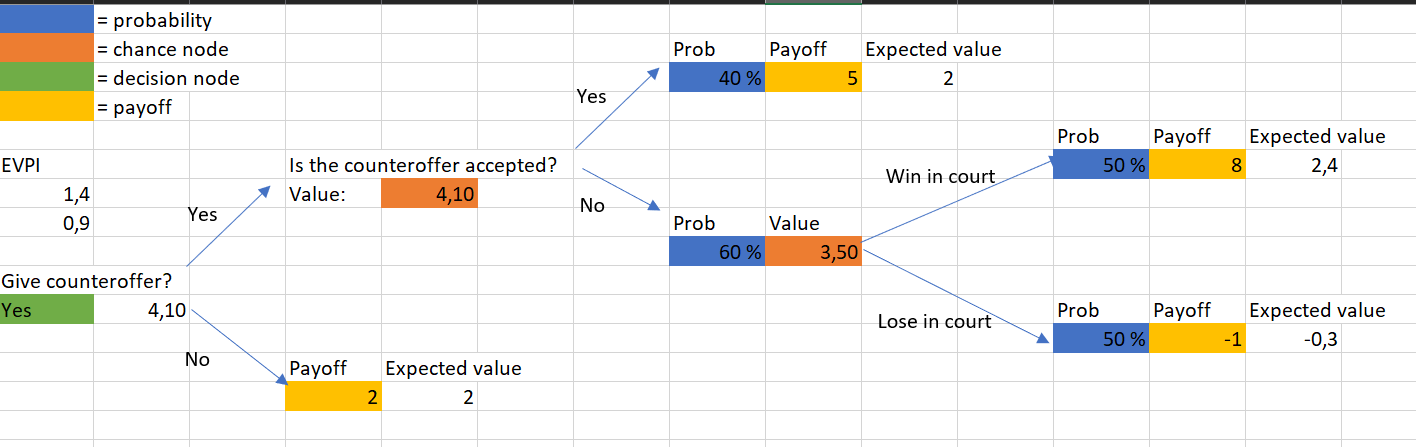 = probability
= chance node
= decision node
= payoff
Prob Payoff Expected value
40 % 5 2
Yes
Prob Payoff Expected value
50 % 8 2,4
Win in court
EVPI
1,4
0,9
Is the counteroffer accepted?
Value: 4,10
Yes
No
Prob Value
60 % 3,50
Give counteroffer?
Yes 4,10
Lose in court
Prob Payoff Expected value
50 % -1 -0,3
No
Payoff Expected value
2 2